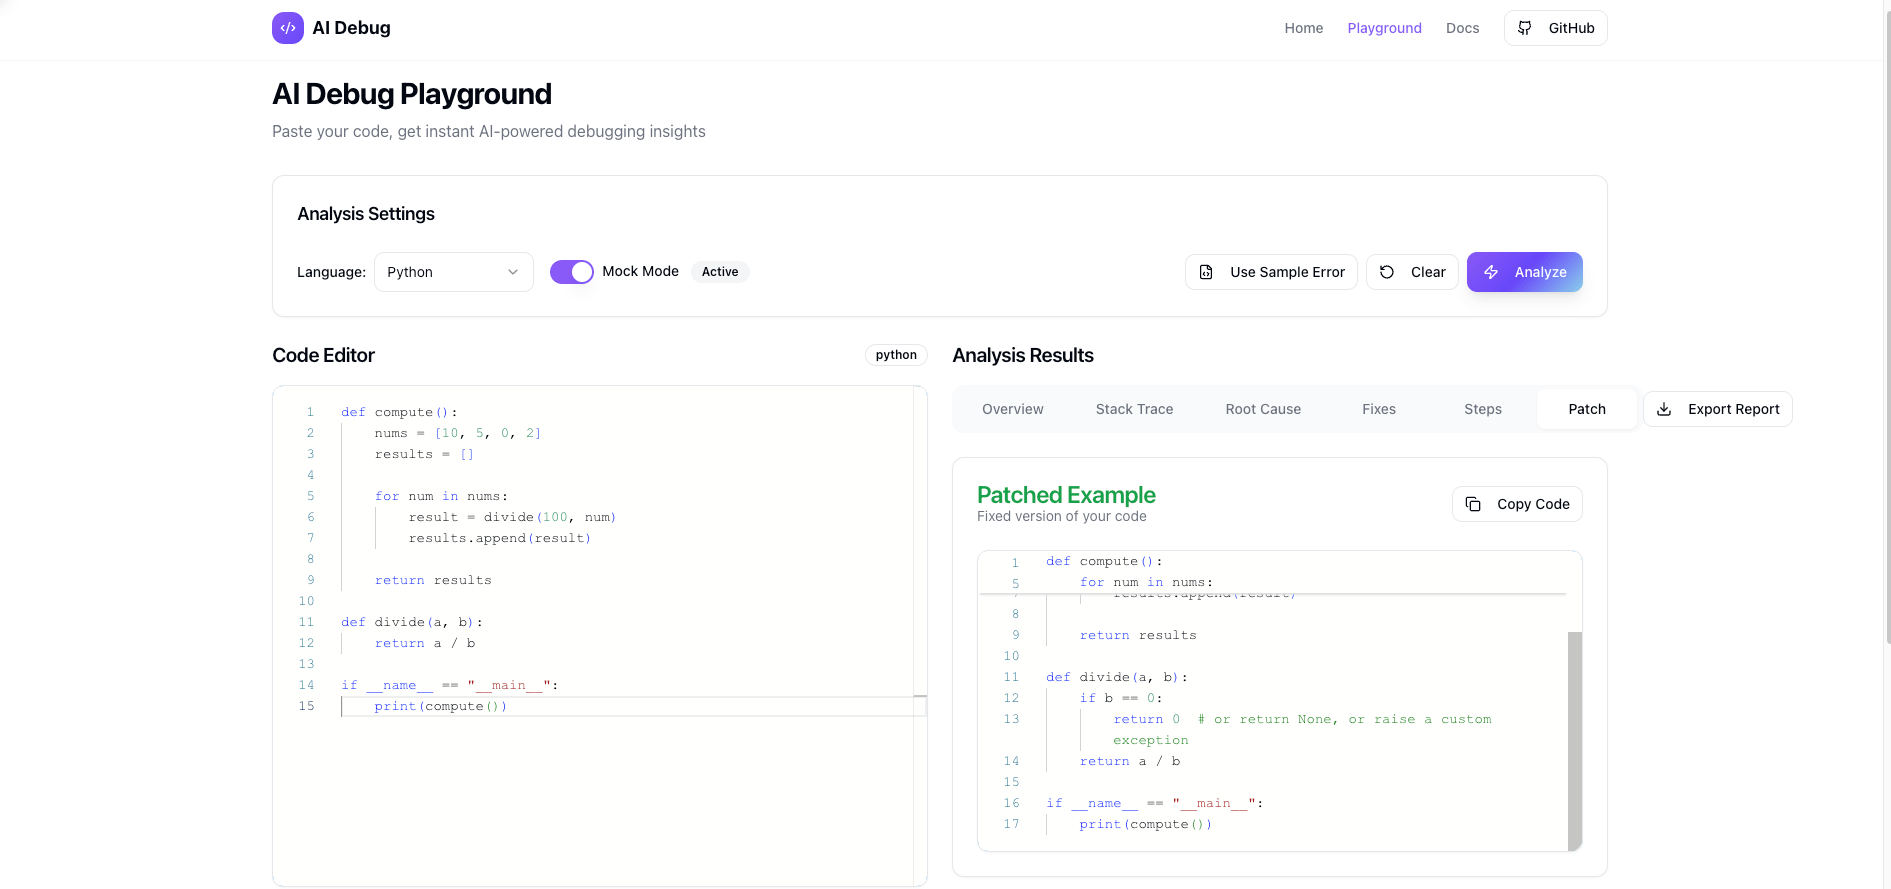 AI Debug
Home Playground Docs GitHub
AI Debug Playground
Paste your code, get instant AI-powered debugging insights
Analysis Settings
Language: Python Mock Mode Active Use Sample Error Clear Analyze
Code Editor python
1 def compute():
2     nums = [10, 5, 0, 2]
3     results = []
4
5     for num in nums:
6         result = divide(100, num)
7         results.append(result)
8
9     return results
10
11 def divide(a, b):
12     return a / b
13
14 if __name__ == "__main__":
15     print(compute())
Analysis Results
Overview Stack Trace Root Cause Fixes Steps Patch Export Report
Patched Example
Fixed version of your code
Copy Code
1 def compute():
5     for num in nums:
7         results.append(result)
8
9     return results
10
11 def divide(a, b):
12     if b == 0:
13         return 0  # or return None, or raise a custom
exception
14     return a / b
15
16 if __name__ == "__main__":
17     print(compute())